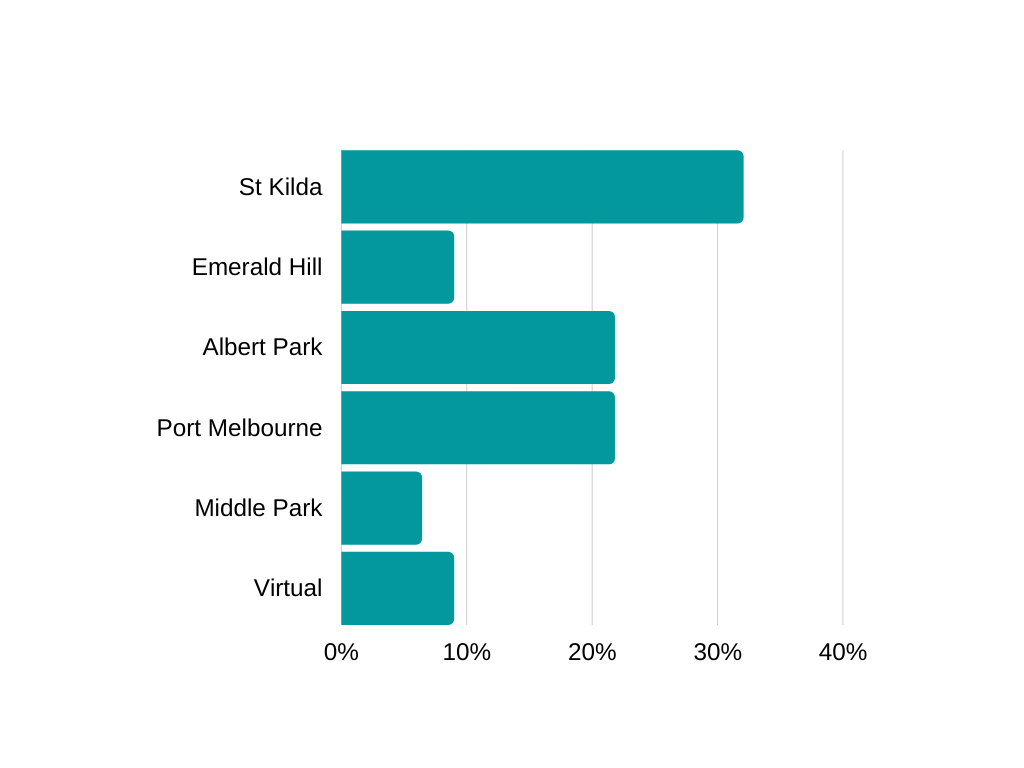 St Kilda
Emerald Hill
Albert Park
Port Melbourne
Middle Park
Virtual
0% 10% 20% 30% 40%